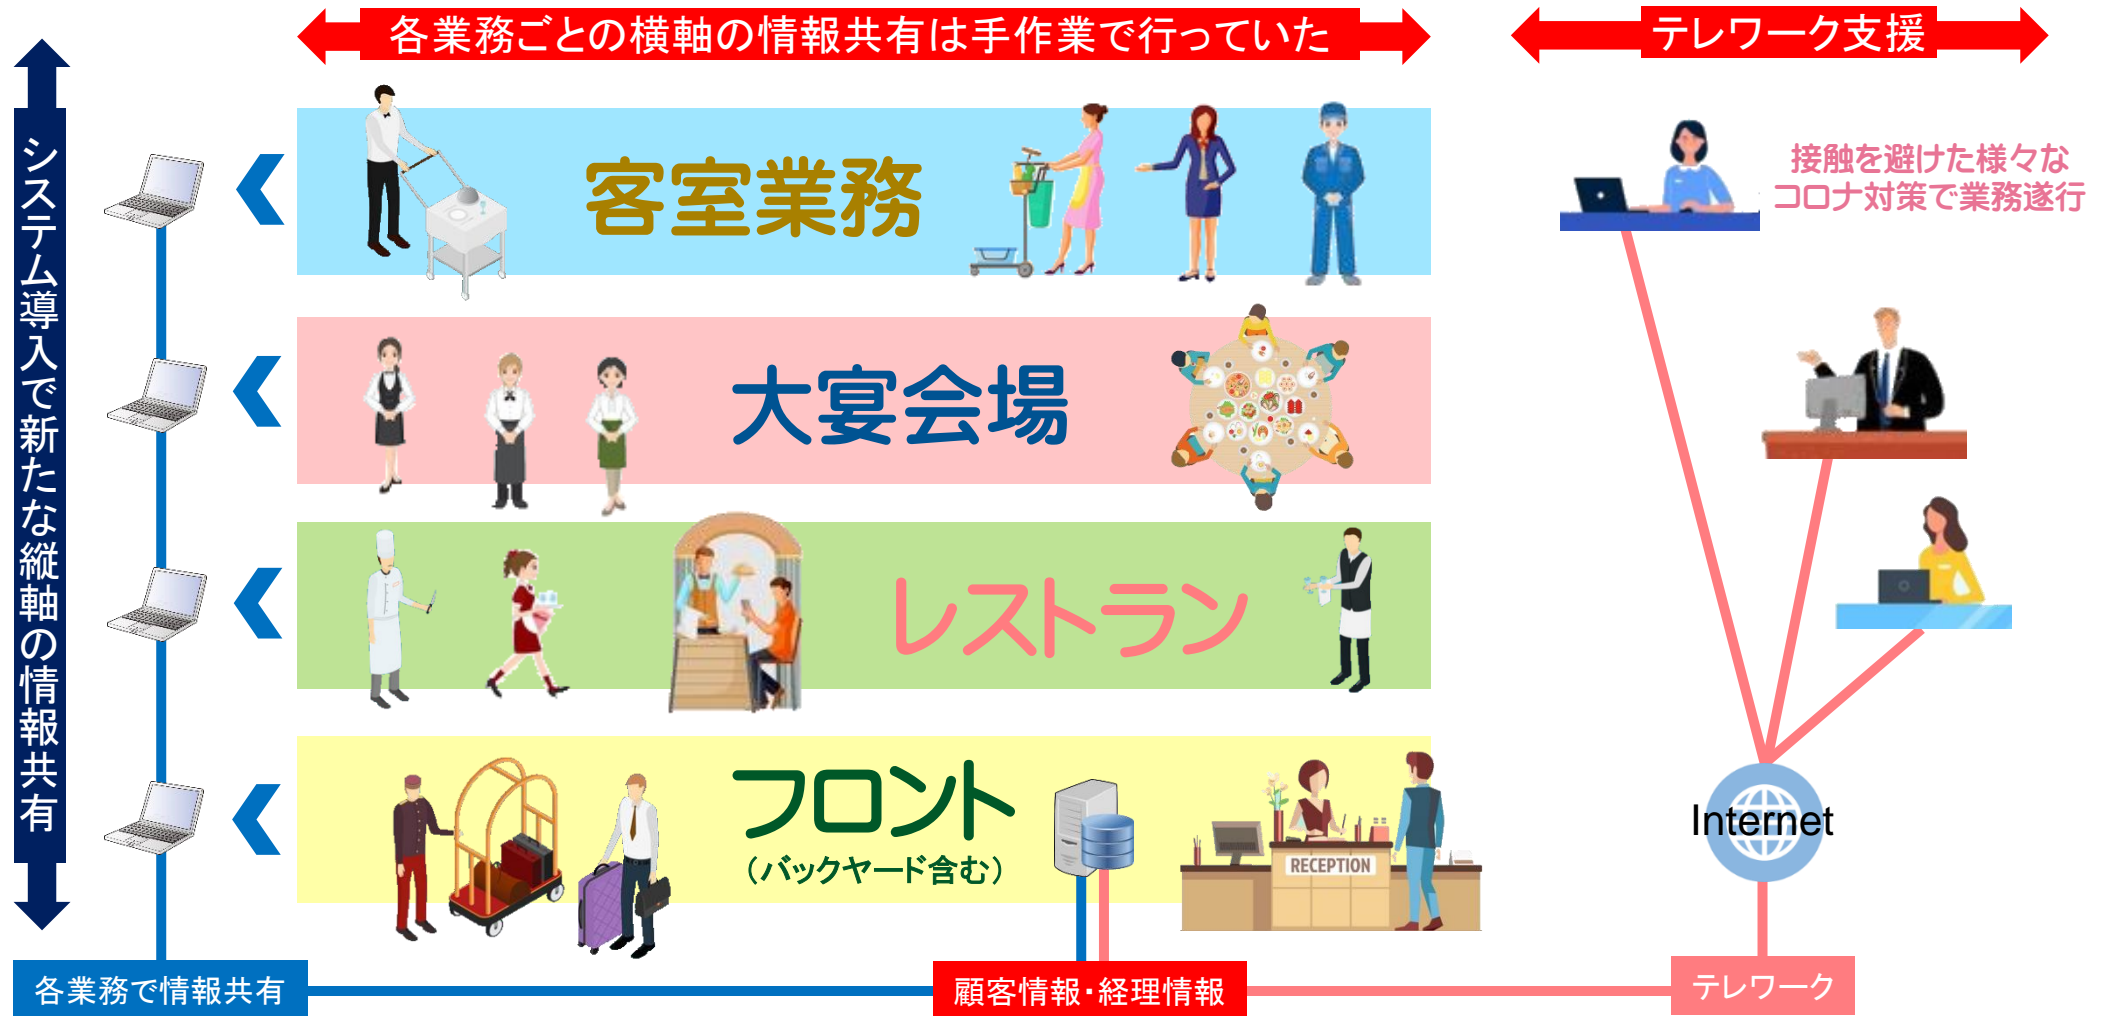 各業務ごとの横軸の情報共有は手作業で行っていた
テレワーク支援
システム導入で新たな縦軸の情報共有
客室業務
接触を避けた様々な
コロナ対策で業務遂行
大宴会場
レストラン
フロント
（バックヤード含む）
RECEPTION
Internet
各業務で情報共有
顧客情報・経理情報
テレワーク